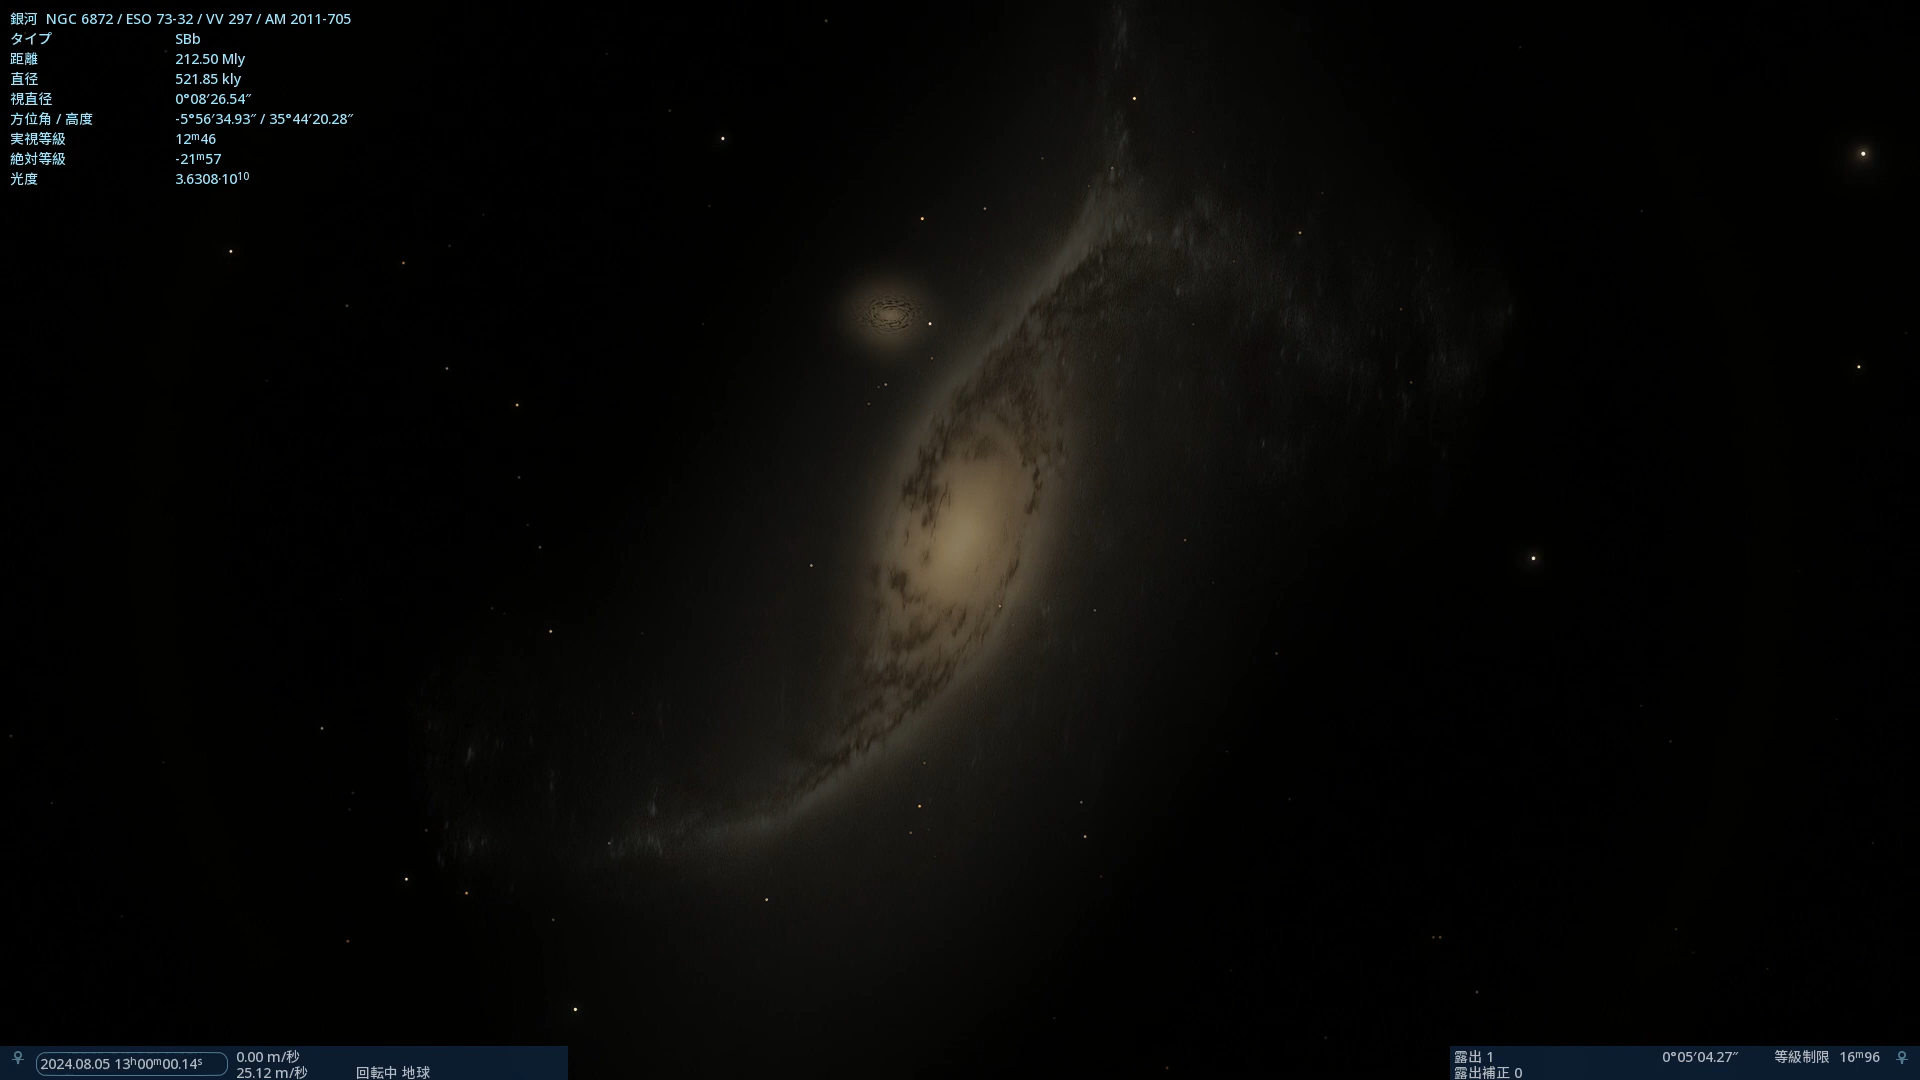 銀河 NGC 6872 / ESO 73-32 / VV 297 / AM 2011-705
タイプ SBb
距離 212.50 Mly
直径 521.85 kly
視直径 0°08′26.54″
方位角 / 高度 -5°56′34.93″ / 35°44′20.28″
実視等級 12ᵐ46
絶対等級 -21ᵐ57
光度 3.6308·10¹⁰
2024.08.05 13ʰ00ᵐ00.14ˢ
0.00 m/秒
25.12 m/秒 回転中 地球
露出 1 0°05′04.27″ 等級制限 16ᵐ96
露出補正 0